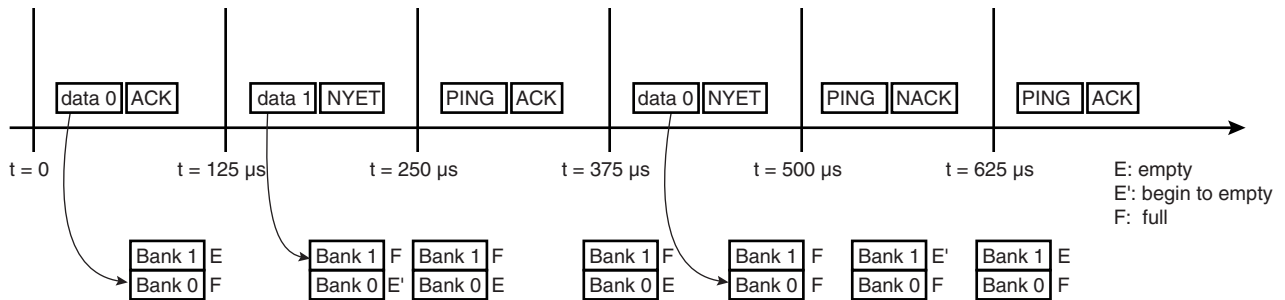 data 0 ACK data 1 NYET PING ACK data 0 NYET PING NACK PING ACK
t = 0 t = 125 µs t = 250 µs t = 375 µs t = 500 µs t = 625 µs
E: empty
E': begin to empty
F: full
Bank 1 E Bank 1 F Bank 1 F Bank 1 F Bank 1 F Bank 1 E' Bank 1 E
Bank 0 F Bank 0 E' Bank 0 E Bank 0 E Bank 0 F Bank 0 F Bank 0 F